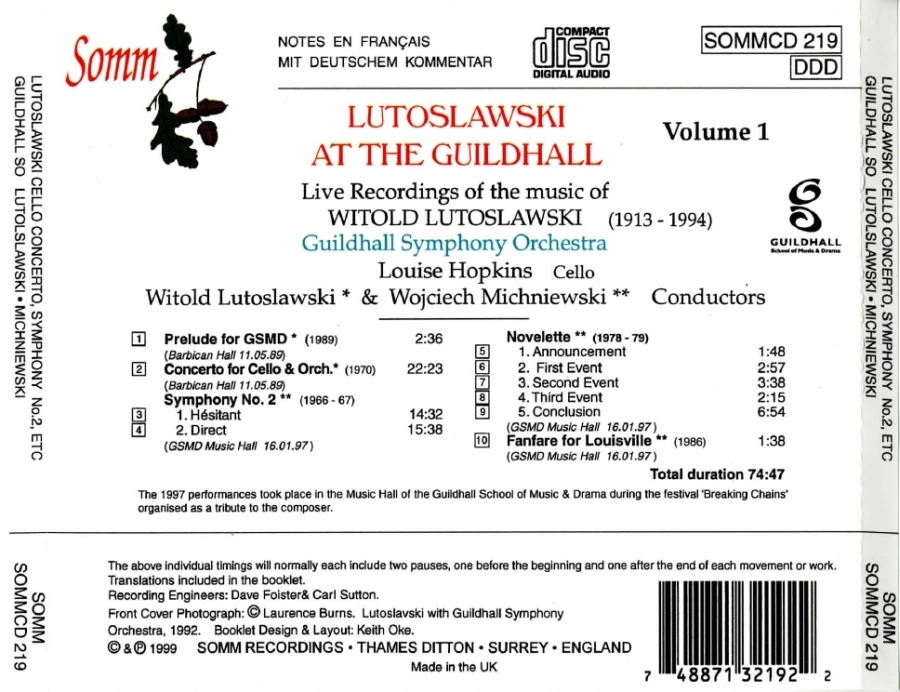 Somm
NOTES EN FRANÇAIS
MIT DEUTSCHEM KOMMENTAR
COMPACT
disc
DIGITAL AUDIO
SOMMCD 219
DDD
LUTOSLAWSKI
AT THE GUILDHALL
Volume 1
Live Recordings of the music of
WITOLD LUTOSLAWSKI (1913 - 1994)
Guildhall Symphony Orchestra
Louise Hopkins Cello
Witold Lutoslawski * & Wojciech Michniewski ** Conductors
GUILDHALL
School of Music & Drama
1 Prelude for GSMD * (1989) 2:36
(Barbican Hall 11.05.89)
2 Concerto for Cello & Orch.* (1970) 22:23
(Barbican Hall 11.05.89)
Symphony No. 2 ** (1966 - 67)
3 1. Hésitant 14:32
4 2. Direct 15:38
(GSMD Music Hall 16.01.97)
Novelette ** (1978 - 79)
5 1. Announcement 1:48
6 2. First Event 2:57
7 3. Second Event 3:38
8 4. Third Event 2:15
9 5. Conclusion 6:54
(GSMD Music Hall 16.01.97)
10 Fanfare for Louisville ** (1986) 1:38
(GSMD Music Hall 16.01.97)
Total duration 74:47
The 1997 performances took place in the Music Hall of the Guildhall School of Music & Drama during the festival 'Breaking Chains'
organised as a tribute to the composer.
The above individual timings will normally each include two pauses, one before the beginning and one after the end of each movement or work.
Translations included in the booklet.
Recording Engineers: Dave Foister& Carl Sutton.
Front Cover Photograph: © Laurence Burns. Lutoslavski with Guildhall Symphony
Orchestra, 1992. Booklet Design & Layout: Keith Oke.
© & ℗ 1999 SOMM RECORDINGS · THAMES DITTON · SURREY · ENGLAND
Made in the UK
7 48871 32192 2
LUTOSLAWSKI CELLO CONCERTO, SYMPHONY No.2, ETC
GUILDHALL SO LUTOLSLAWSKI • MICHNIEWSKI
SOMM
SOMMCD 219
LUTOSLAWSKI CELLO CONCERTO, SYMPHONY No.2, ETC
GUILDHALL SO LUTOLSLAWSKI • MICHNIEWSKI
SOMM
SOMMCD 219